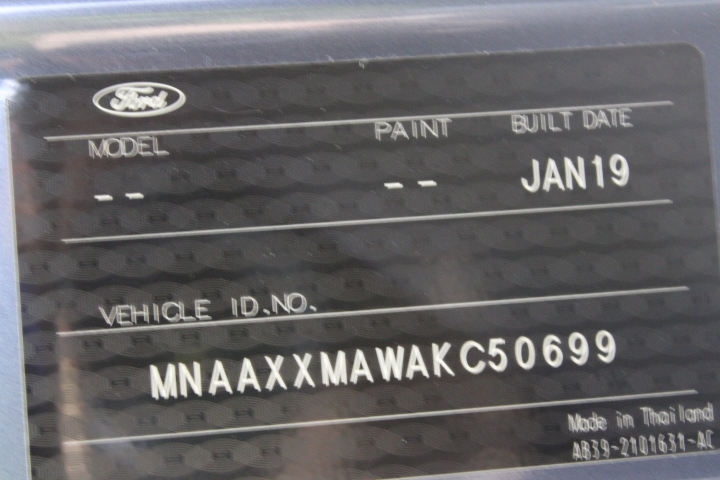 Ford
MODEL PAINT BUILT DATE
-- -- JAN19
VEHICLE ID.NO.
MNAAXXMAWAKC50699
Made in Thailand
AB39-2101631-AC